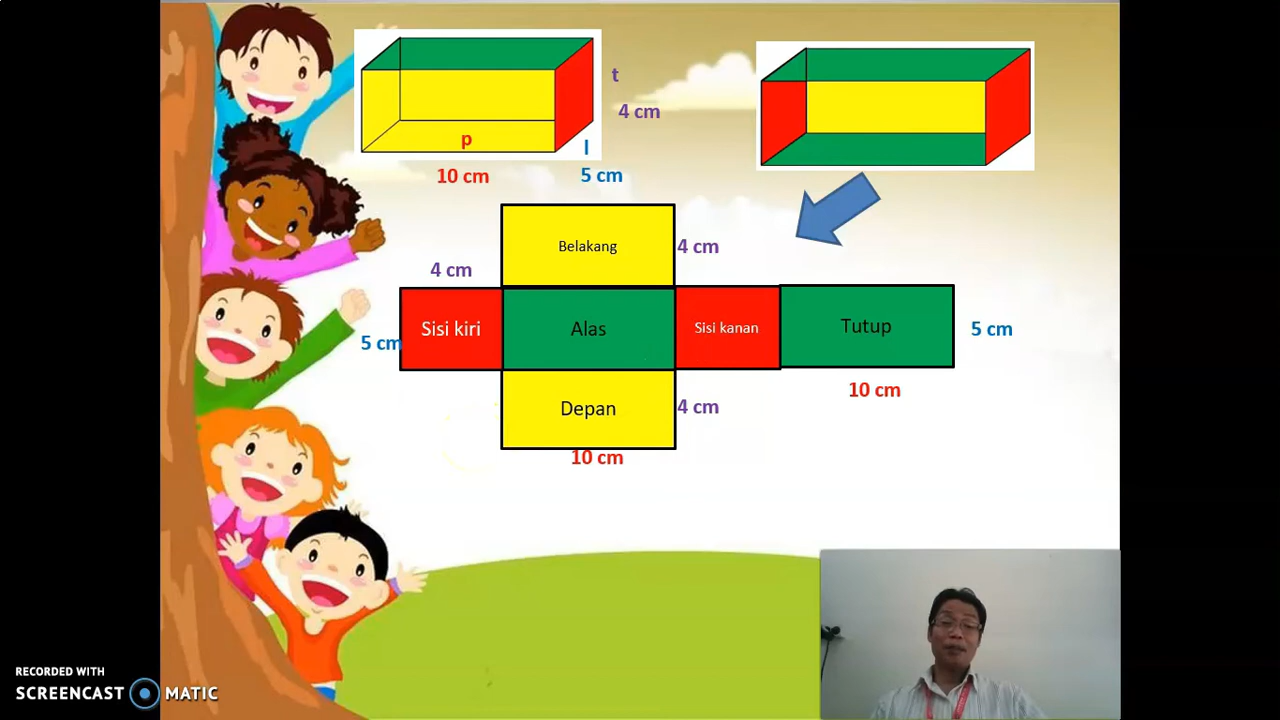 t
4 cm
p
l
10 cm
5 cm
Belakang
4 cm
4 cm
Sisi kiri
Alas
Sisi kanan
Tutup
5 cm
5 cm
10 cm
Depan
4 cm
10 cm
RECORDED WITH
SCREENCAST MATIC